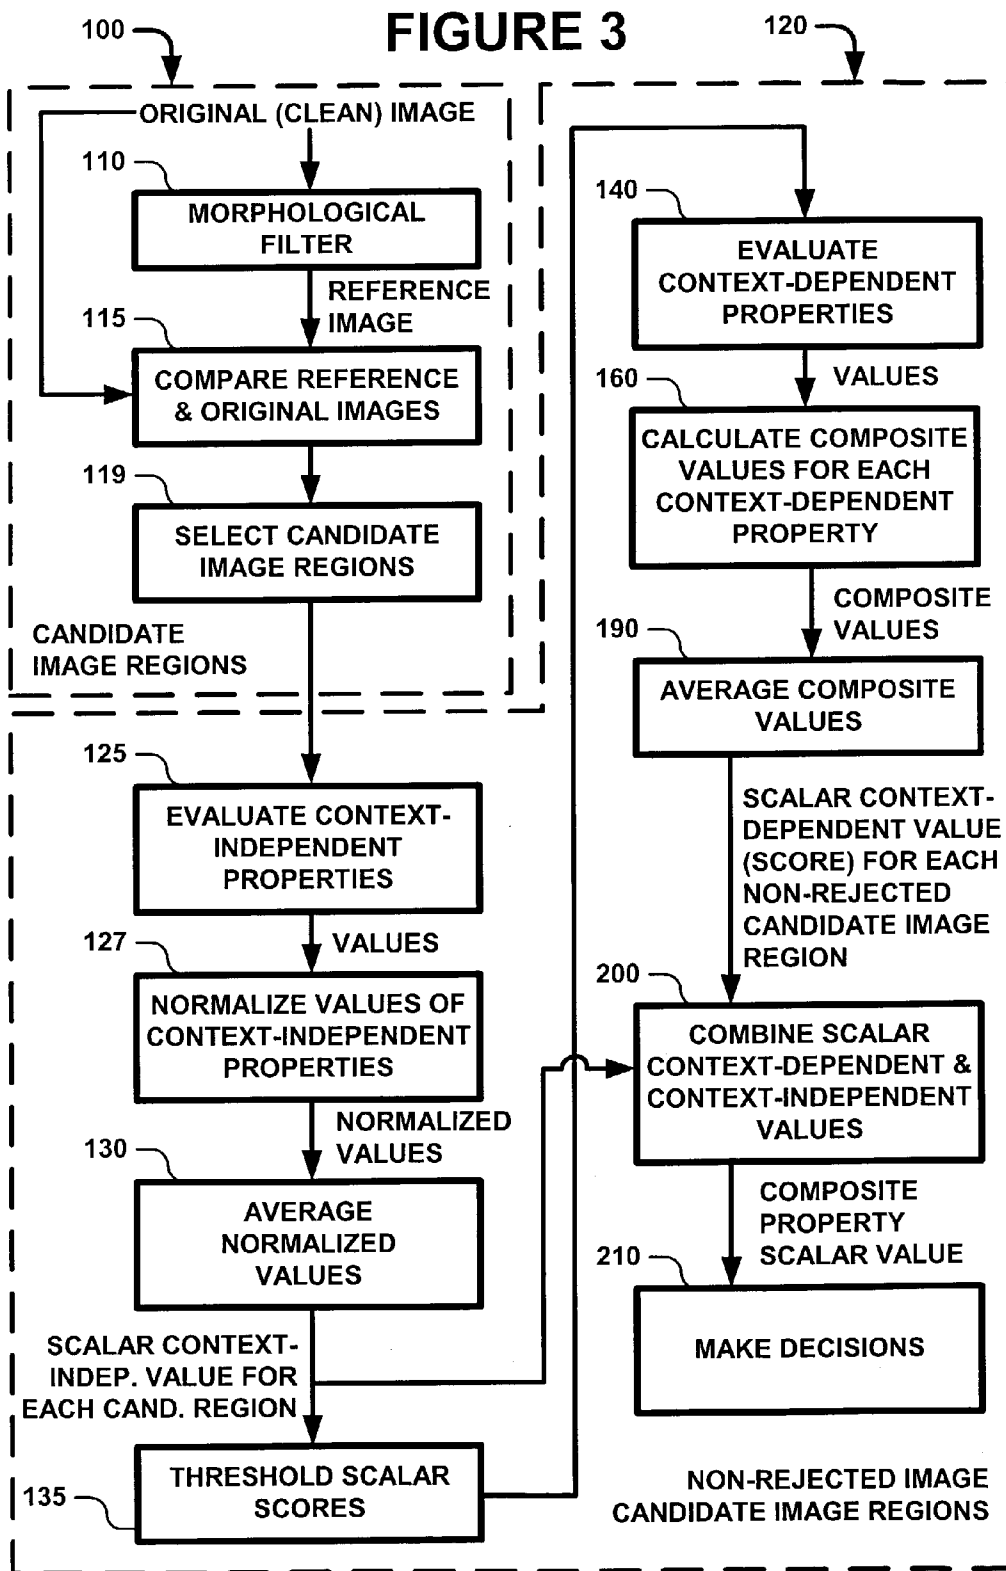 FIGURE 3
100
120
ORIGINAL (CLEAN) IMAGE
110
MORPHOLOGICAL
FILTER
REFERENCE
IMAGE
115
COMPARE REFERENCE
& ORIGINAL IMAGES
119
SELECT CANDIDATE
IMAGE REGIONS
CANDIDATE
IMAGE REGIONS
125
EVALUATE CONTEXT-
INDEPENDENT
PROPERTIES
VALUES
127
NORMALIZE VALUES OF
CONTEXT-INDEPENDENT
PROPERTIES
NORMALIZED
VALUES
130
AVERAGE
NORMALIZED
VALUES
SCALAR CONTEXT-
INDEP. VALUE FOR
EACH CAND. REGION
THRESHOLD SCALAR
SCORES
135
140
EVALUATE
CONTEXT-DEPENDENT
PROPERTIES
VALUES
160
CALCULATE COMPOSITE
VALUES FOR EACH
CONTEXT-DEPENDENT
PROPERTY
COMPOSITE
VALUES
190
AVERAGE COMPOSITE
VALUES
SCALAR CONTEXT-
DEPENDENT VALUE
(SCORE) FOR EACH
NON-REJECTED
CANDIDATE IMAGE
REGION
200
COMBINE SCALAR
CONTEXT-DEPENDENT &
CONTEXT-INDEPENDENT
VALUES
COMPOSITE
PROPERTY
SCALAR VALUE
210
MAKE DECISIONS
NON-REJECTED IMAGE
CANDIDATE IMAGE REGIONS